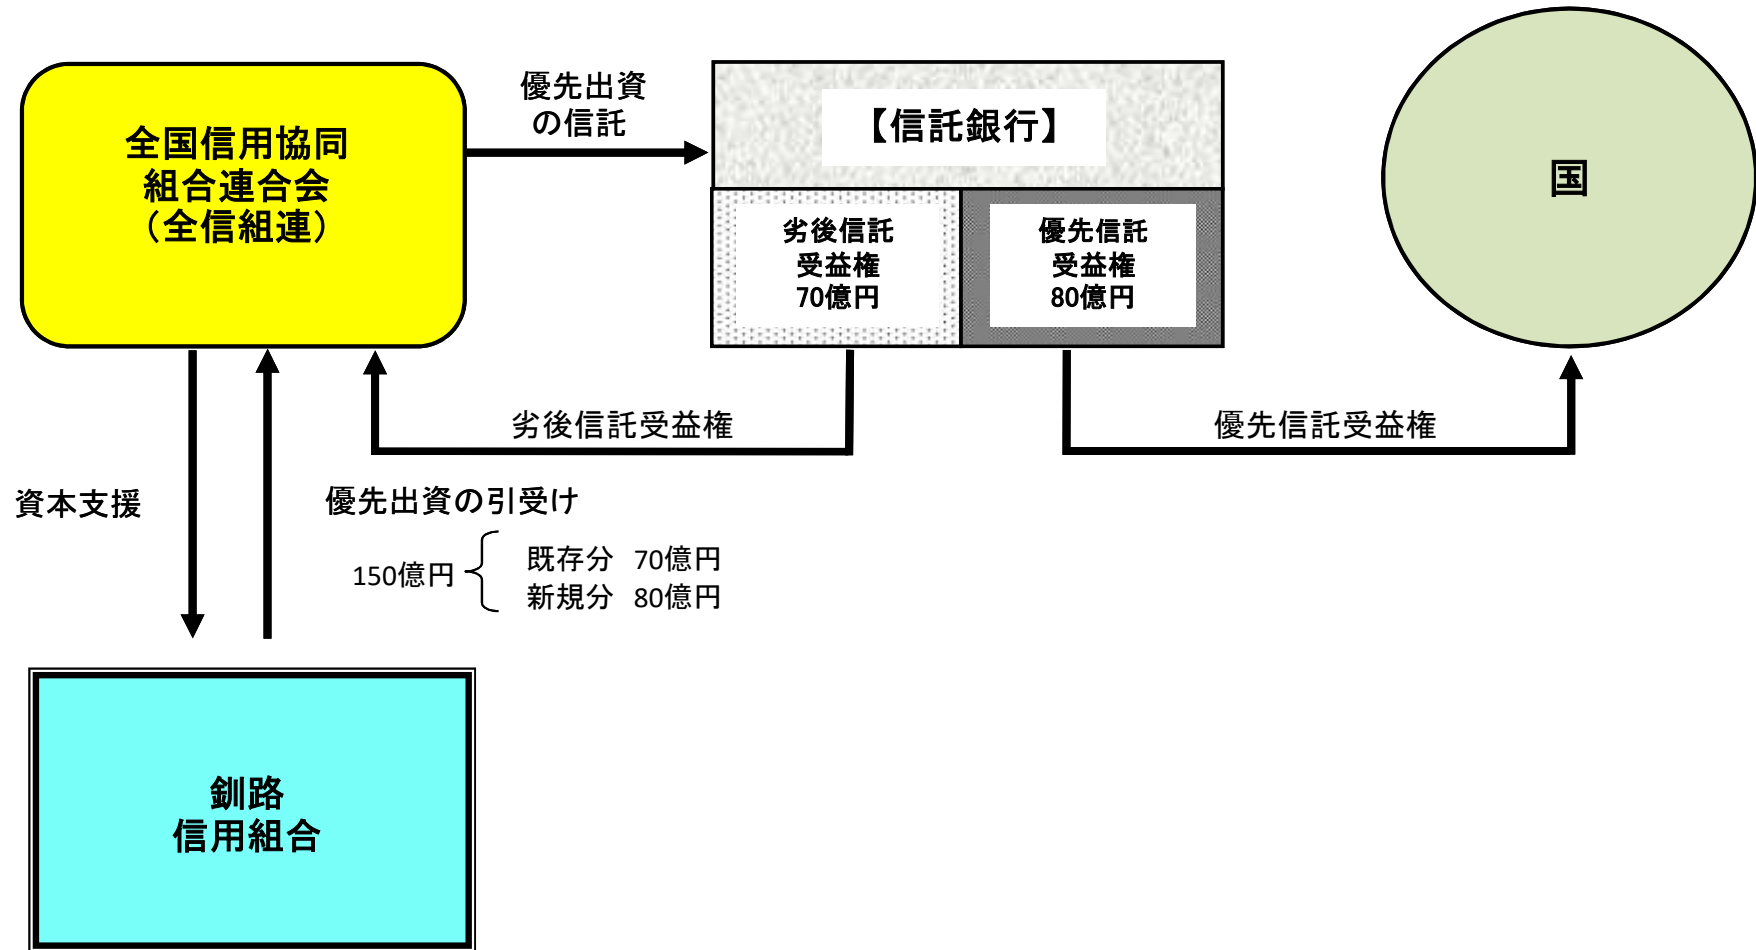 全国信用協同
組合連合会
（全信組連）
優先出資
の信託
【信託銀行】
劣後信託
受益権
70億円
優先信託
受益権
80億円
国
劣後信託受益権
優先信託受益権
資本支援
優先出資の引受け
150億円
既存分 70億円
新規分 80億円
釧路
信用組合